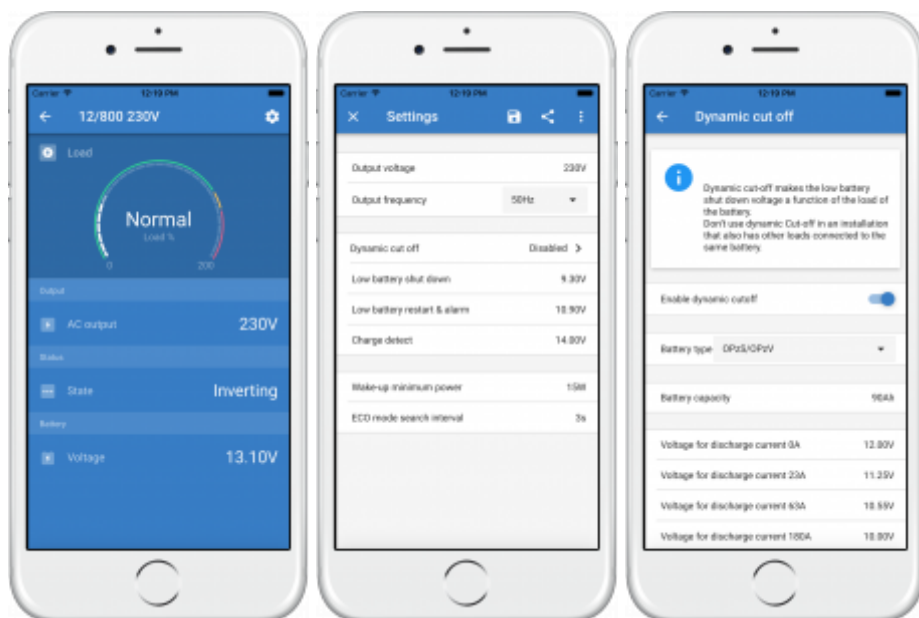 Carrier 12:19 PM
12/800 230V
Load
Normal
Load %
0 200
Output
AC output 230V
Status
State Inverting
Battery
Voltage 13.10V
Carrier 12:19 PM
Settings
Output voltage 230V
Output frequency 50Hz
Dynamic cut off Disabled
Low battery shut down 9.30V
Low battery restart & alarm 10.90V
Charge detect 14.00V
Wake-up minimum power 15W
ECO mode search interval 3s
Carrier 12:19 PM
Dynamic cut off
Dynamic cut-off makes the low battery
shut down voltage a function of the load of
the battery.
Don't use dynamic Cut-off in an installation
that also has other loads connected to the
same battery.
Enable dynamic cutoff
Battery type OPzS/OPzV
Battery capacity 90Ah
Voltage for discharge current 0A 12.00V
Voltage for discharge current 23A 11.25V
Voltage for discharge current 63A 10.55V
Voltage for discharge current 180A 10.00V